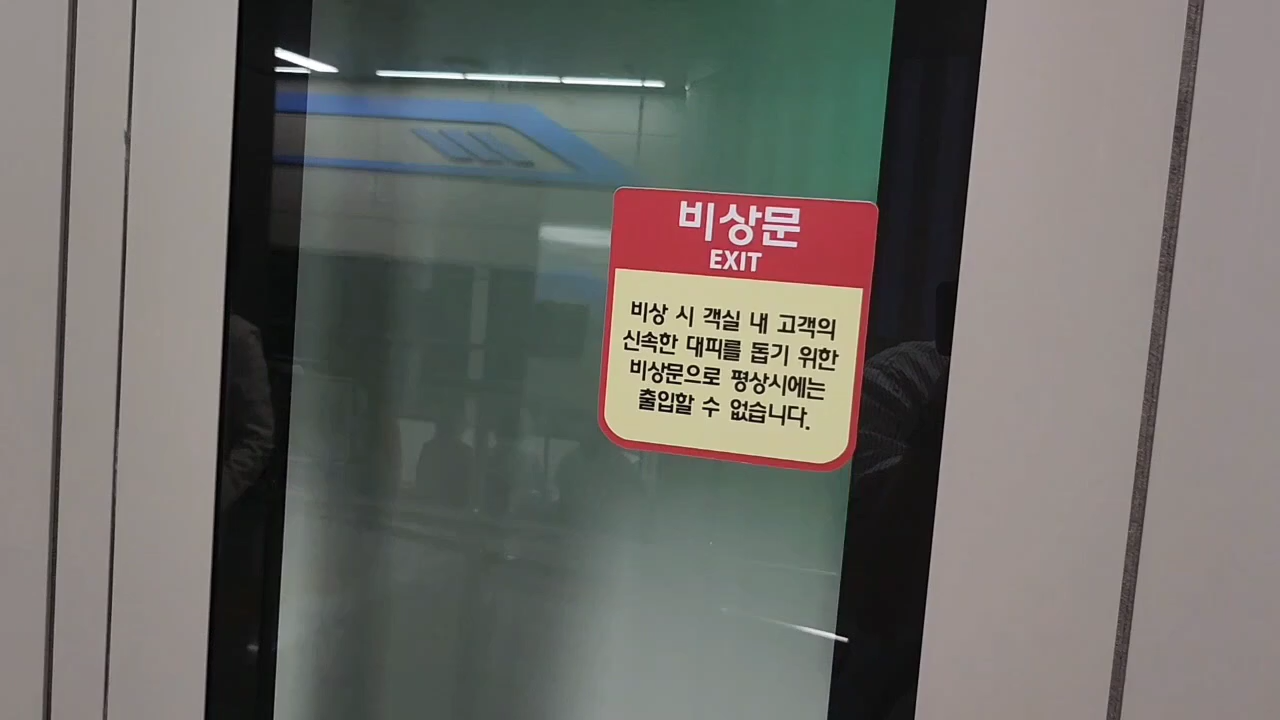 비상문
EXIT
비상 시 객실 내 고객의
신속한 대피를 돕기 위한
비상문으로 평상시에는
출입할 수 없습니다.